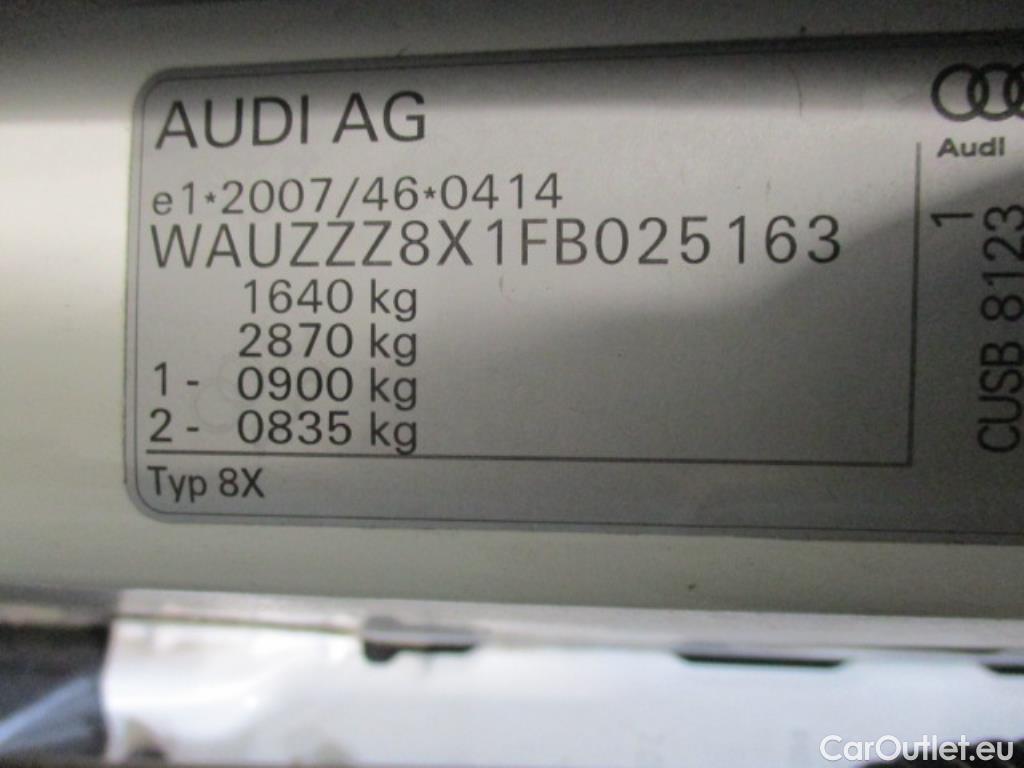 AUDI AG
e1*2007/46*0414
WAUZZZ8X1FB025163
1640 kg
2870 kg
1 - 0900 kg
2 - 0835 kg
Typ 8X
Audi
1
CUSB 8123
CarOutlet.eu